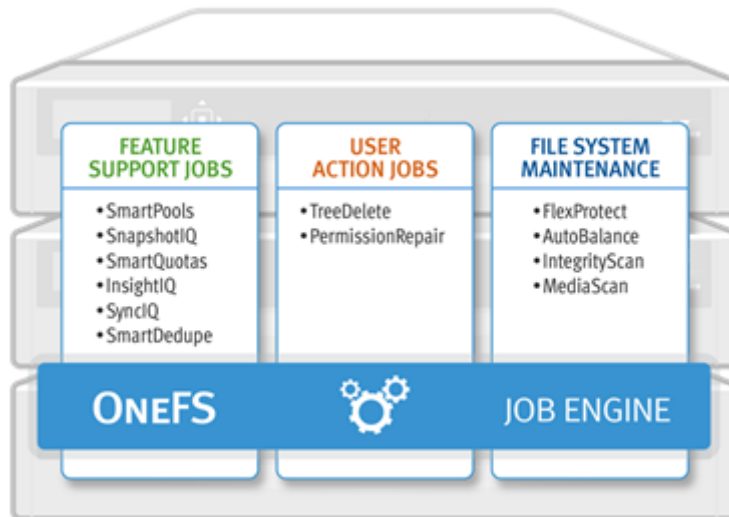 FEATURE
SUPPORT JOBS
• SmartPools
• SnapshotIQ
• SmartQuotas
• InsightIQ
• SyncIQ
• SmartDedupe
USER
ACTION JOBS
• TreeDelete
• PermissionRepair
FILE SYSTEM
MAINTENANCE
• FlexProtect
• AutoBalance
• IntegrityScan
• MediaScan
ONEFS
JOB ENGINE